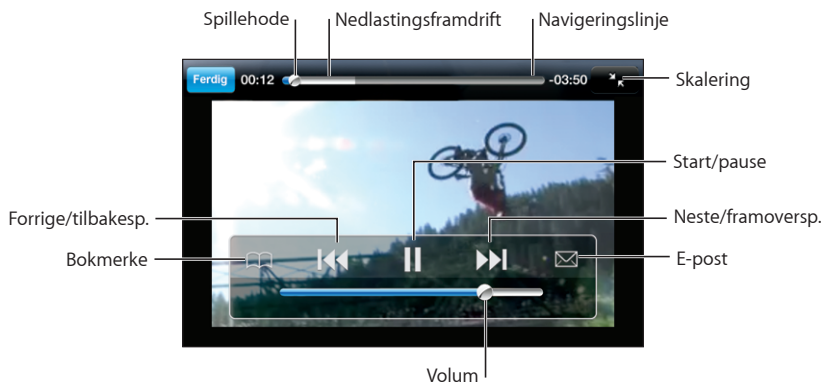 Spillehode
Nedlastingsframdrift
Navigeringslinje
Ferdig
00:12
-03:50
Skalering
Start/pause
Forrige/tilbakesp.
Neste/framoversp.
Bokmerke
E-post
Volum